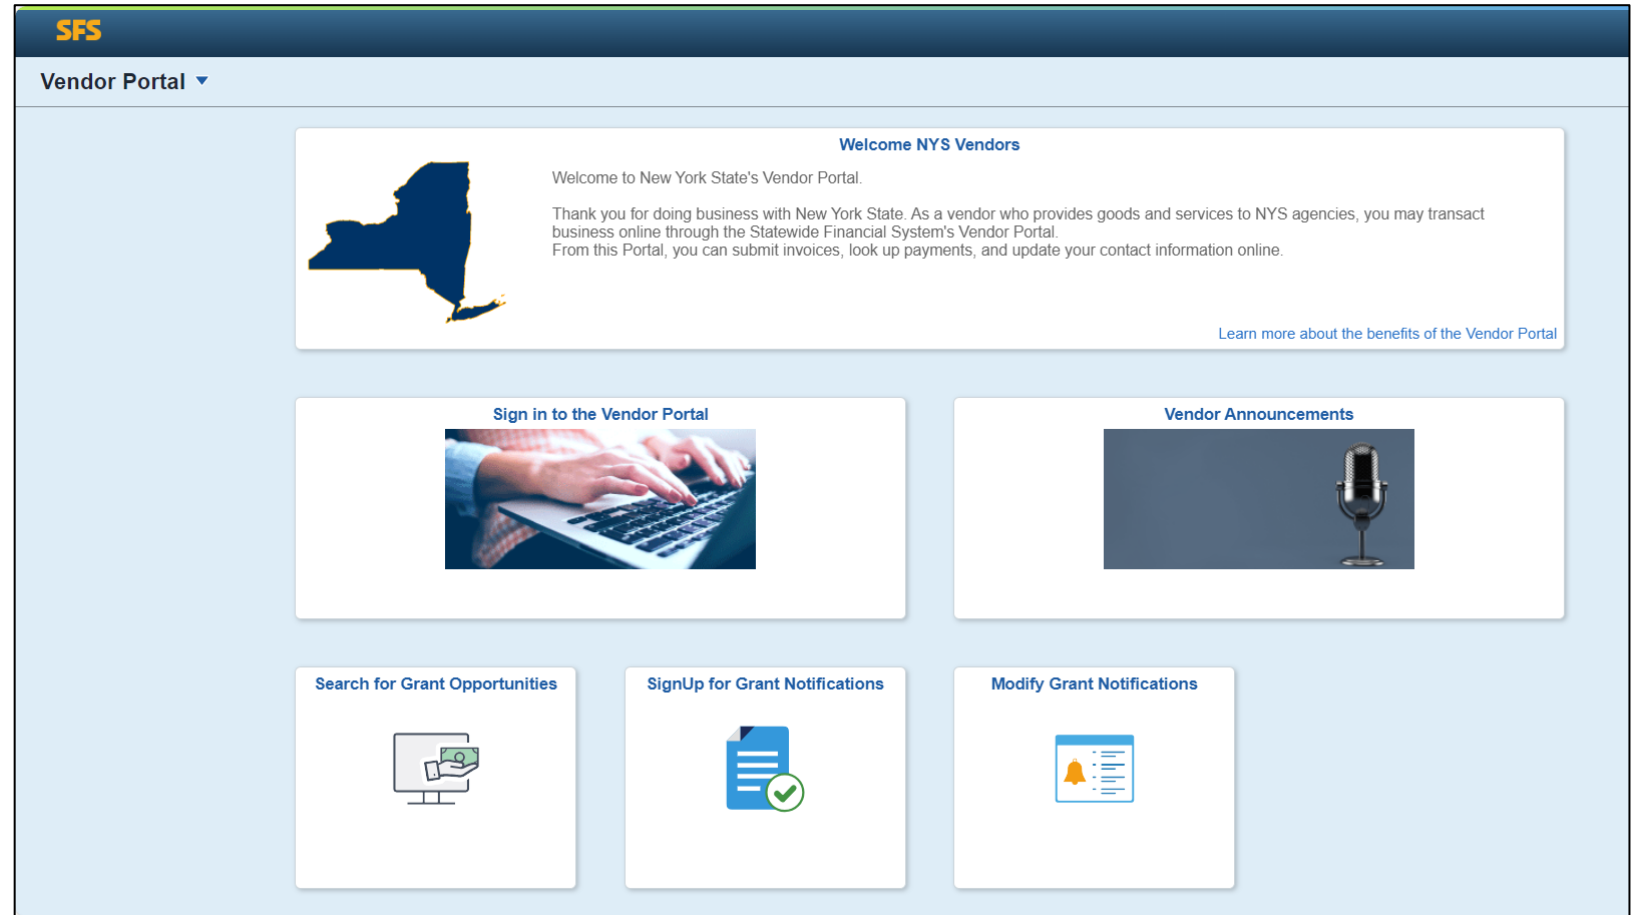 SFS
Vendor Portal
Welcome NYS Vendors
Welcome to New York State's Vendor Portal.
Thank you for doing business with New York State. As a vendor who provides goods and services to NYS agencies, you may transact
business online through the Statewide Financial System's Vendor Portal.
From this Portal, you can submit invoices, look up payments, and update your contact information online.
Learn more about the benefits of the Vendor Portal
Sign in to the Vendor Portal
Vendor Announcements
Search for Grant Opportunities
SignUp for Grant Notifications
Modify Grant Notifications